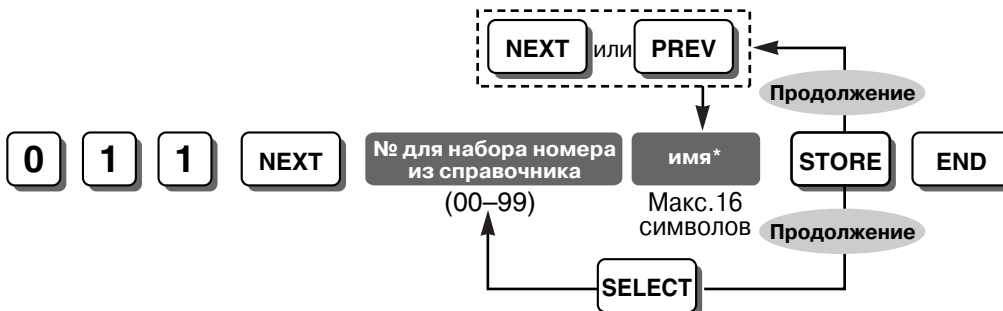 NEXT или PREV
Продолжение
0 1 1 NEXT № для набора номера из справочника имя* STORE END
(00–99) Макс.16 символов
Продолжение
SELECT